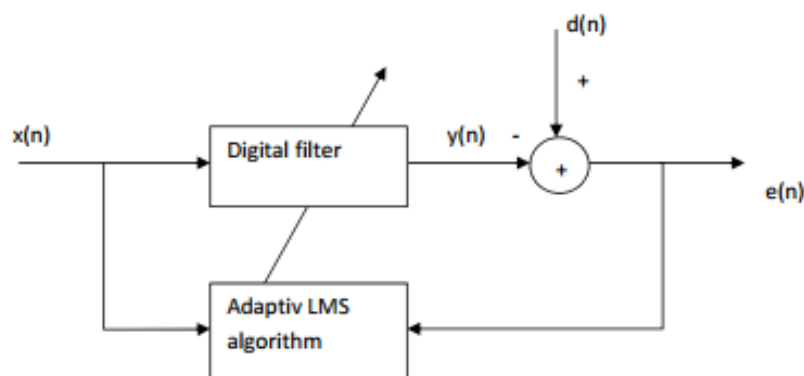 d(n)
+
x(n)
Digital filter
y(n)
-
+
e(n)
Adaptiv LMS
algorithm